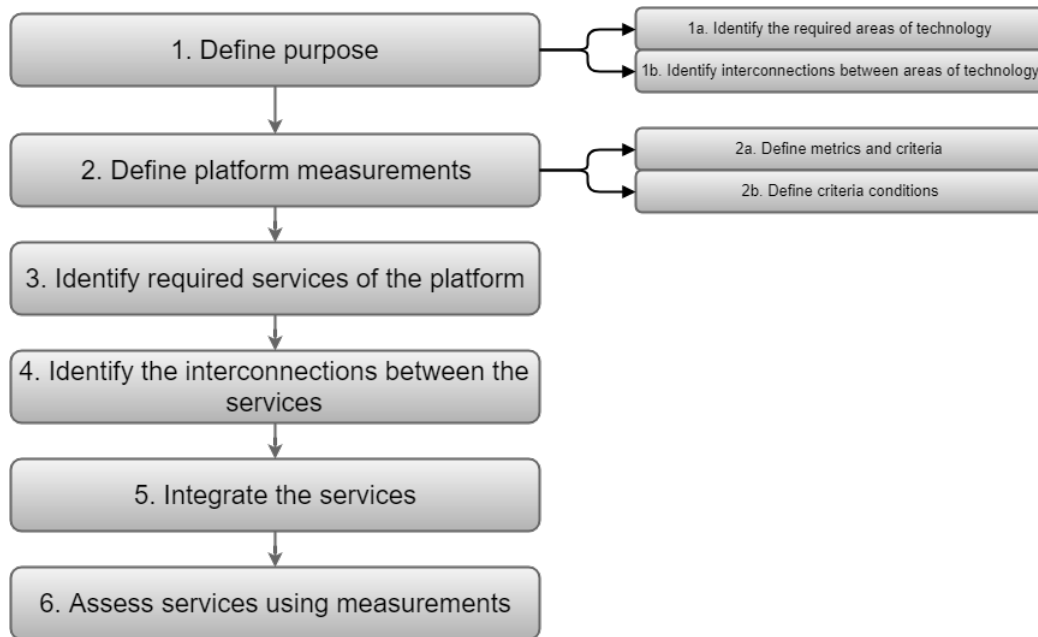 1. Define purpose
1a. Identify the required areas of technology
1b. Identify interconnections between areas of technology
2. Define platform measurements
2a. Define metrics and criteria
2b. Define criteria conditions
3. Identify required services of the platform
4. Identify the interconnections between the
services
5. Integrate the services
6. Assess services using measurements